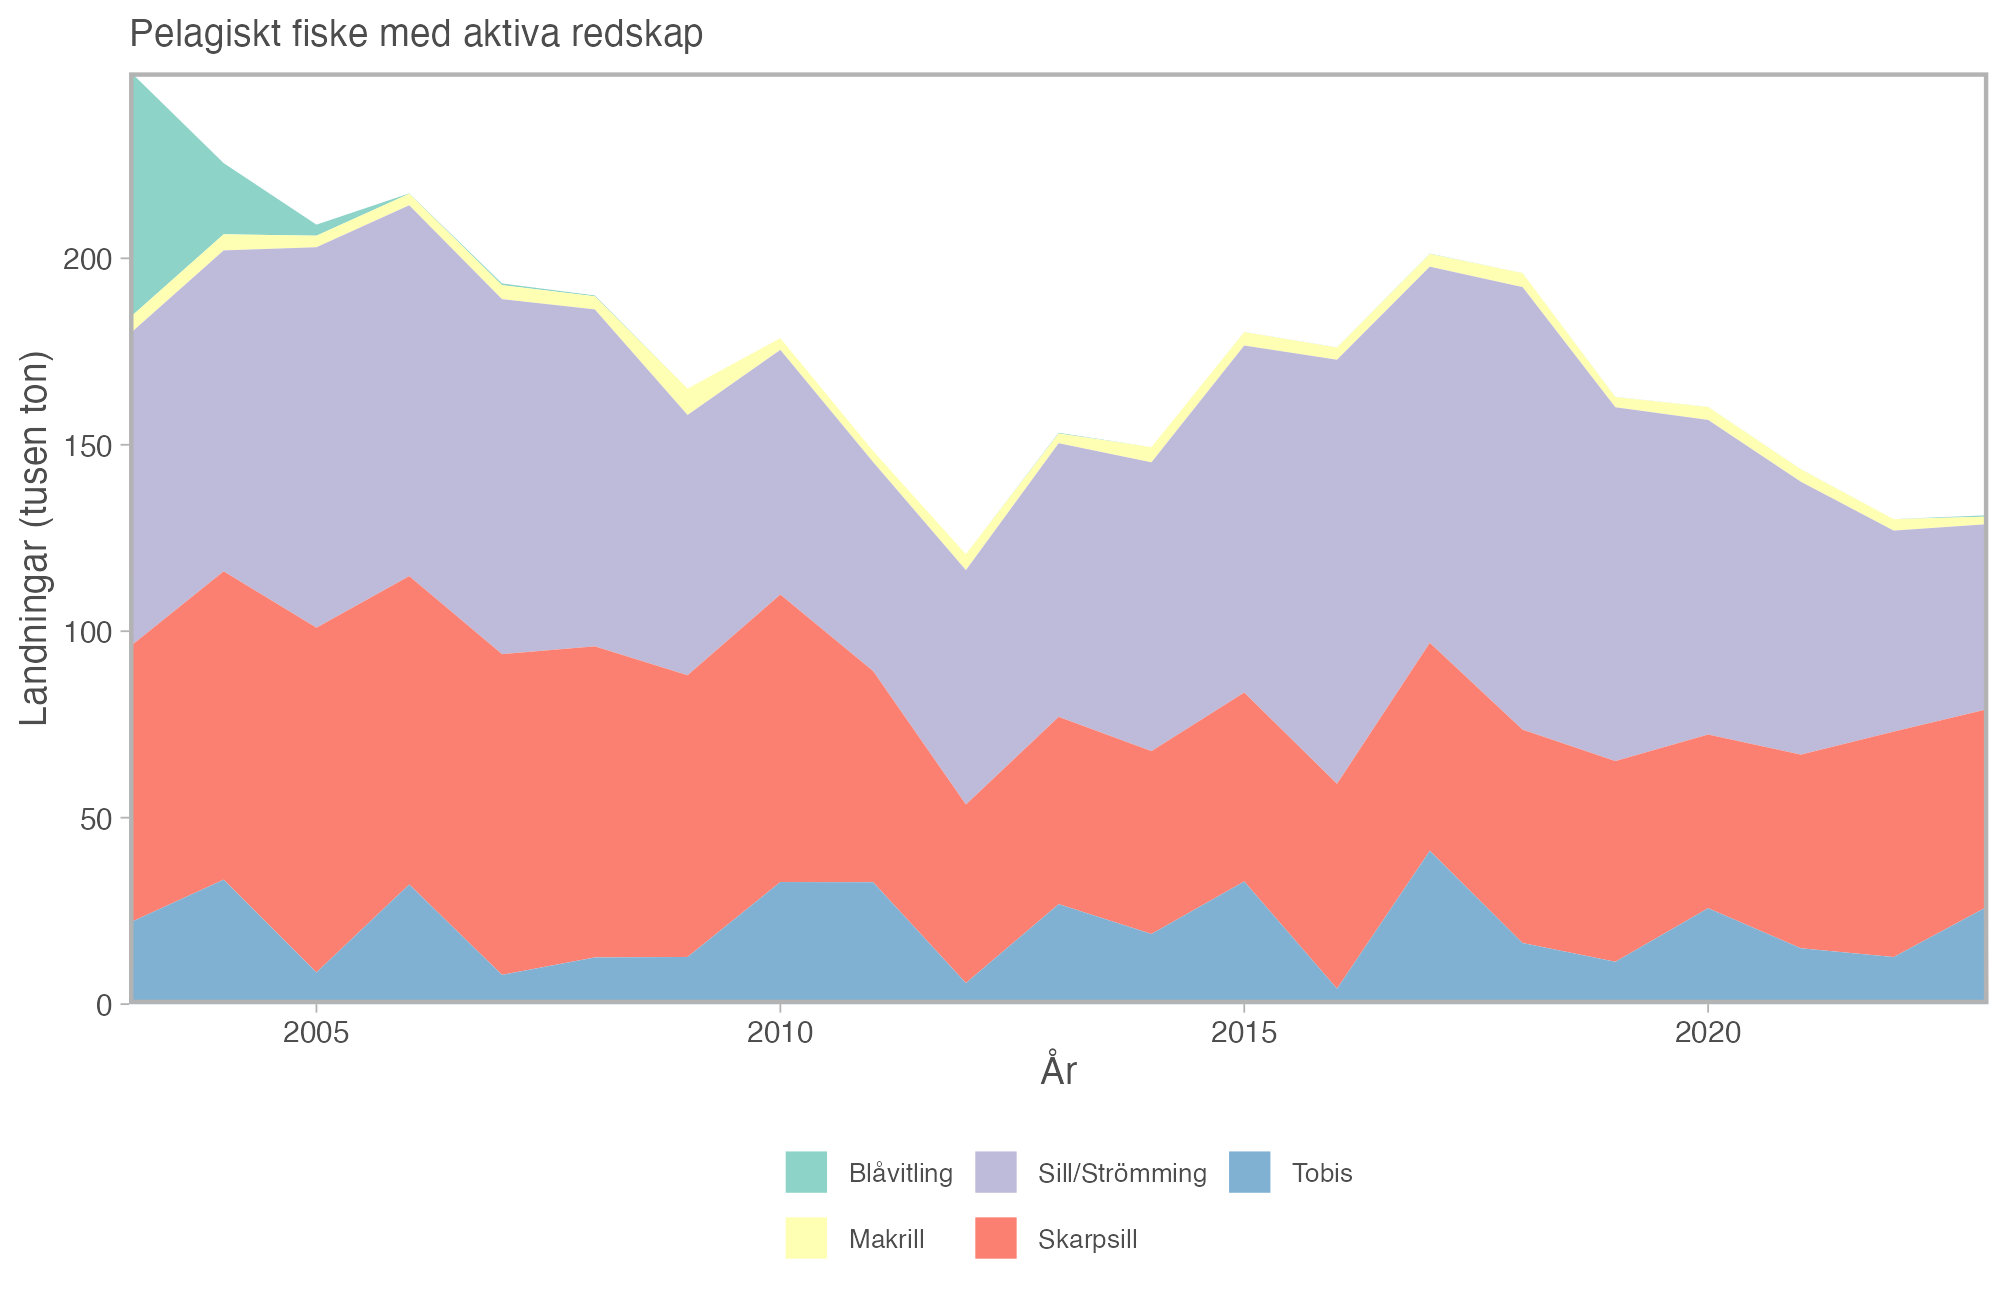 Pelagiskt fiske med aktiva redskap
Landningar (tusen ton)
200
150
100
50
0
2005 2010 2015 2020
År
Blåvitling Sill/Strömming Tobis
Makrill Skarpsill